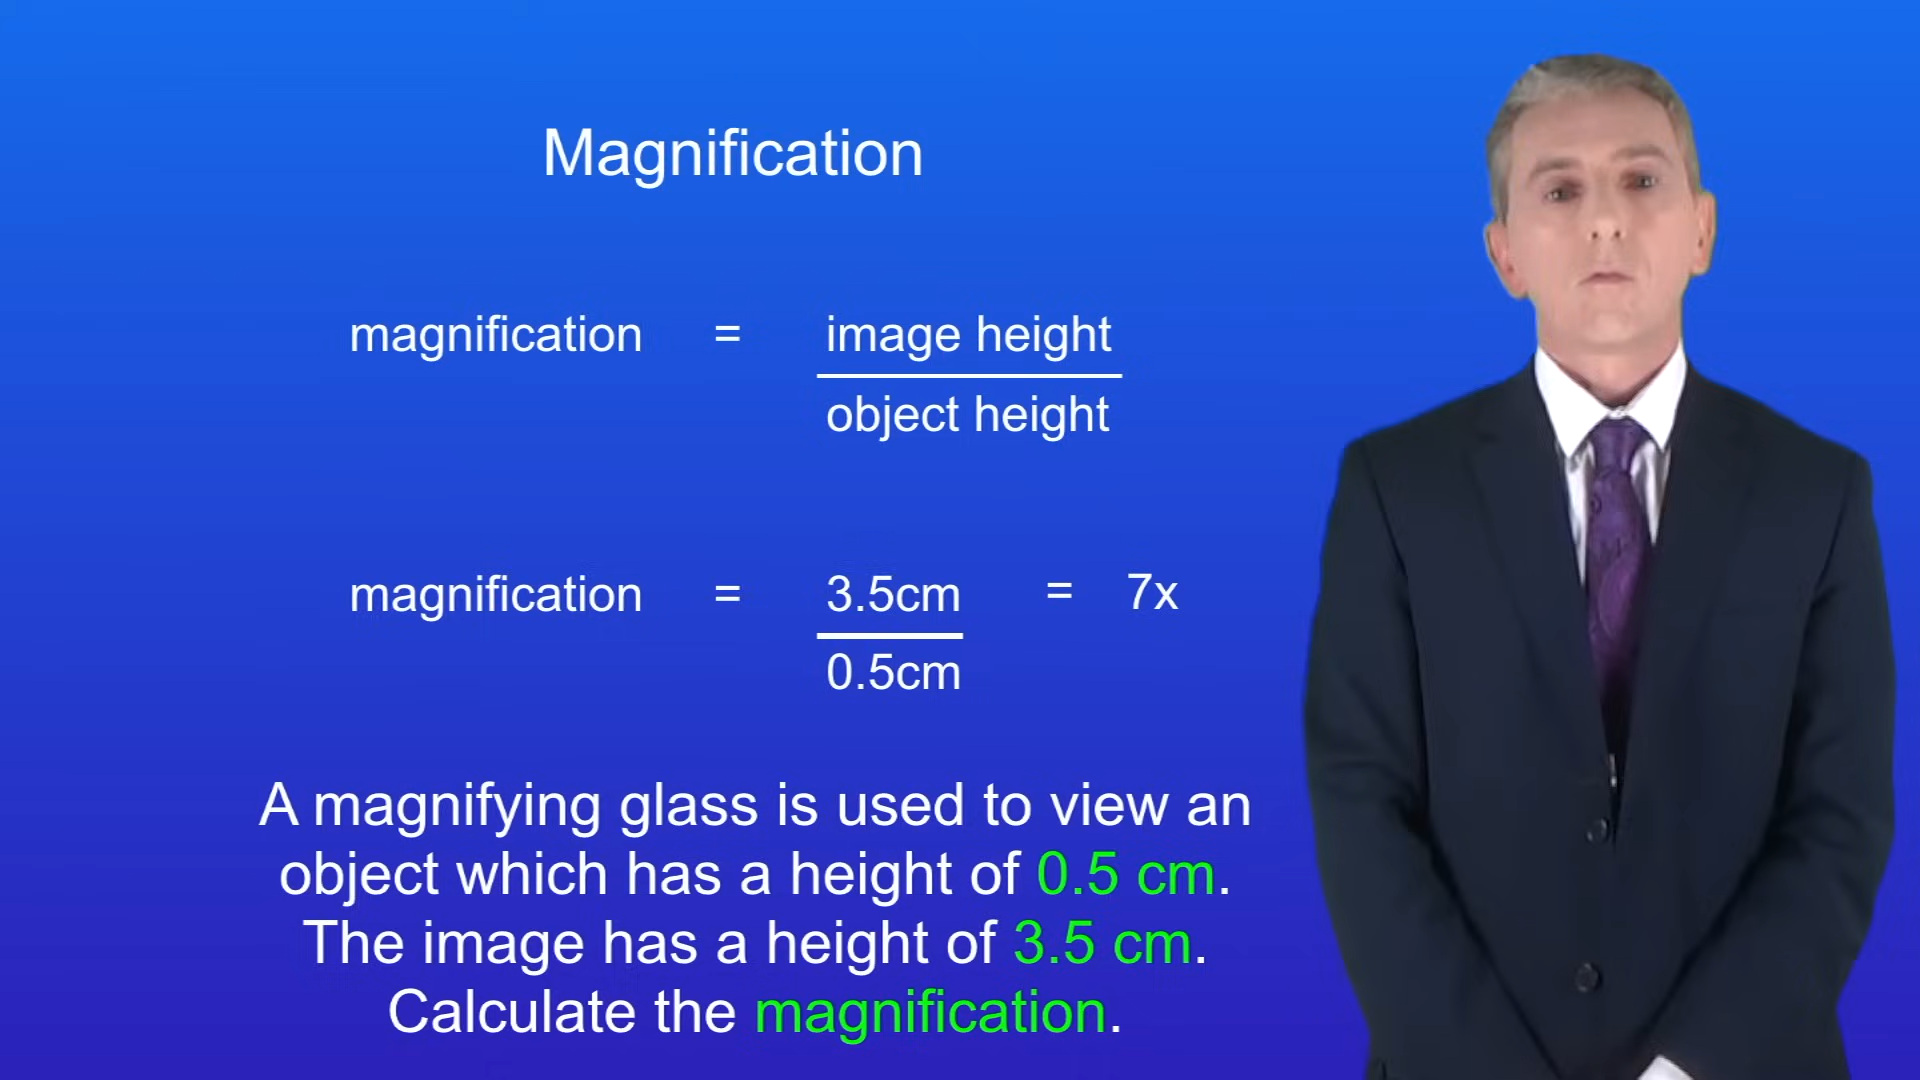 Magnification
magnification = image height
object height
magnification = 3.5cm = 7x
0.5cm
A magnifying glass is used to view an
object which has a height of 0.5 cm.
The image has a height of 3.5 cm.
Calculate the magnification.